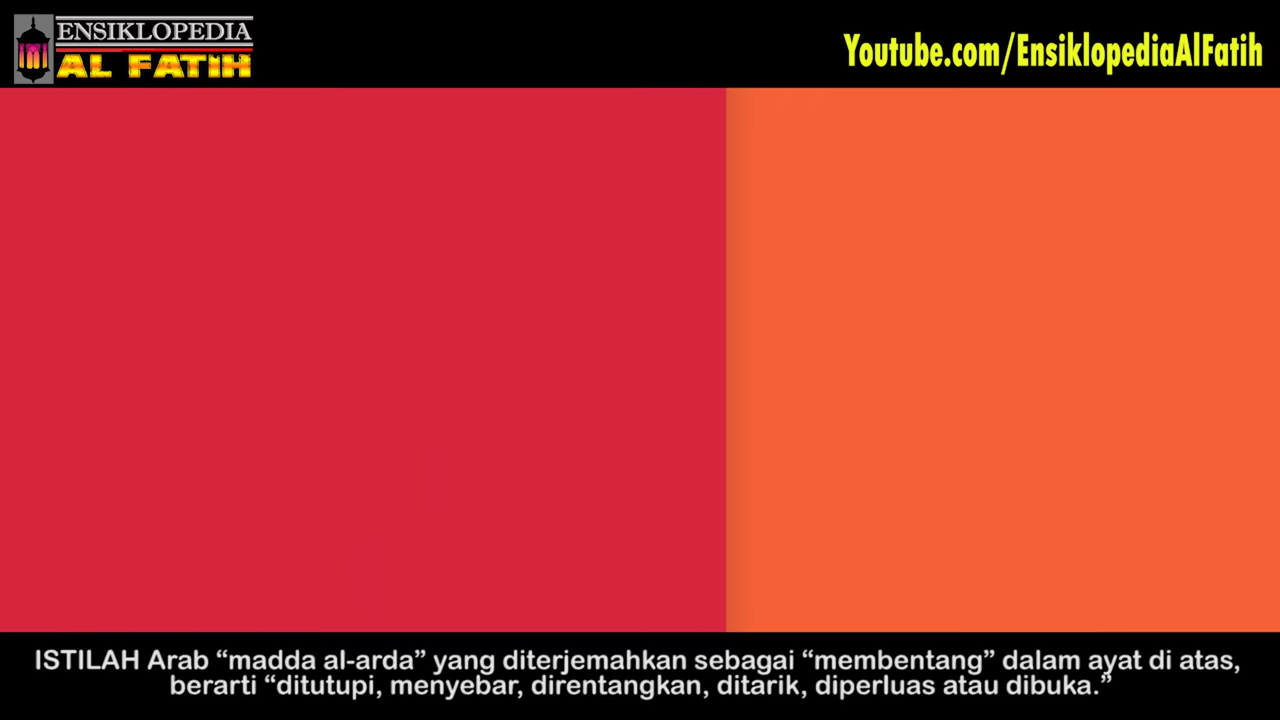 ENSIKLOPEDIA
AL FATIH
Youtube.com/EnsiklopediaAlFatih
ISTILAH Arab “madda al-arda” yang diterjemahkan sebagai “membentang” dalam ayat di atas,
berarti “ditutupi, menyebar, direntangkan, ditarik, diperluas atau dibuka.”